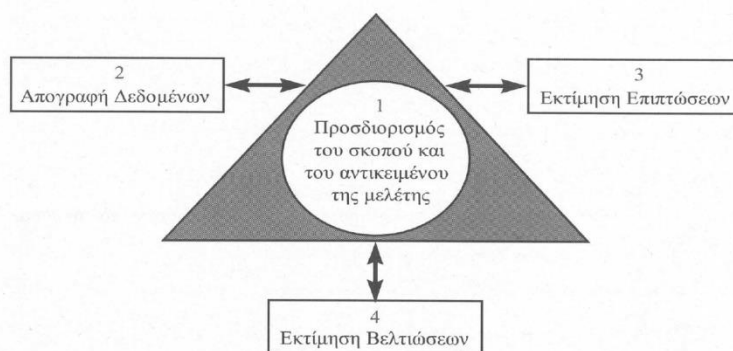 2
Απογραφή Δεδομένων
1
Προσδιορισμός
του σκοπού και
του αντικειμένου
της μελέτης
3
Εκτίμηση Επιπτώσεων
4
Εκτίμηση Βελτιώσεων